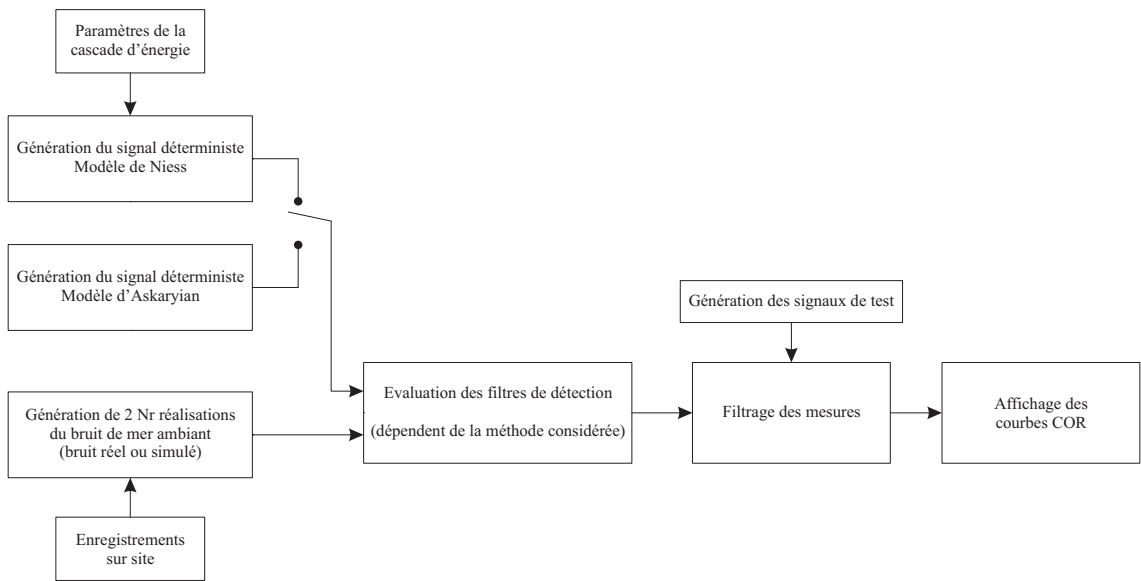 Paramètres de la
cascade d'énergie
Génération du signal déterministe
Modèle de Niess
Génération du signal déterministe
Modèle d'Askaryian
Génération des signaux de test
Génération de 2 Nr réalisations
du bruit de mer ambiant
(bruit réel ou simulé)
Evaluation des filtres de détection
(dépendent de la méthode considérée)
Filtrage des mesures
Affichage des
courbes COR
Enregistrements
sur site